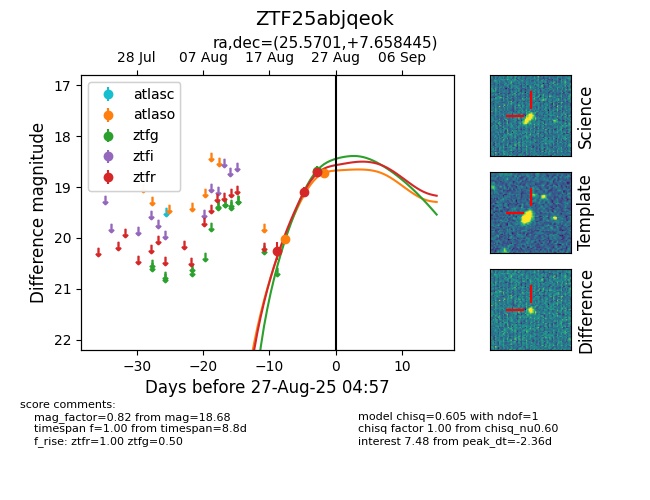 ZTF25abjqeok
ra,dec=(25.5701,+7.658445)
28 Jul 07 Aug 17 Aug 27 Aug 06 Sep
17
18
19
20
21
22
Difference magnitude
atlasc
atlaso
ztfg
ztfi
ztfr
−30 −20 −10 0 10
Days before 27-Aug-25 04:57
Science
Template
Difference
score comments:
mag_factor=0.82 from mag=18.68
timespan f=1.00 from timespan=8.8d
f_rise: ztfr=1.00 ztfg=0.50
model chisq=0.605 with ndof=1
chisq factor 1.00 from chisq_nu0.60
interest 7.48 from peak_dt=-2.36d